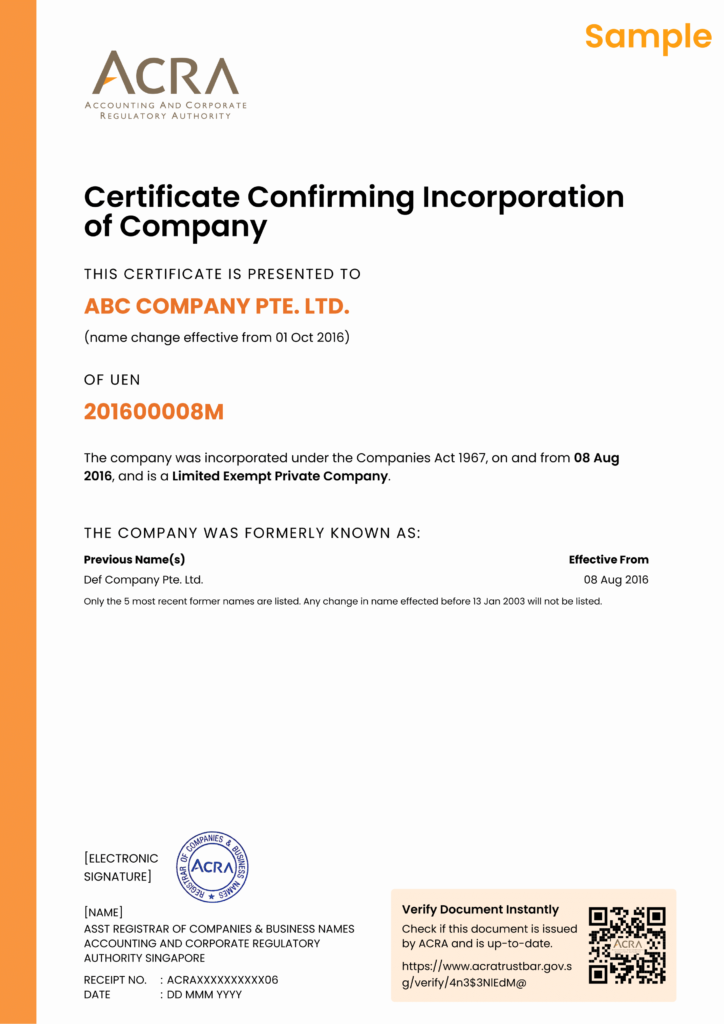 Sample
ACRA
ACCOUNTING AND CORPORATE
REGULATORY AUTHORITY
Certificate Confirming Incorporation
of Company
THIS CERTIFICATE IS PRESENTED TO
ABC COMPANY PTE. LTD.
(name change effective from 01 Oct 2016)
OF UEN
201600008M
The company was incorporated under the Companies Act 1967, on and from 08 Aug
2016, and is a Limited Exempt Private Company.
THE COMPANY WAS FORMERLY KNOWN AS:
Previous Name(s) Effective From
Def Company Pte. Ltd. 08 Aug 2016
Only the 5 most recent former names are listed. Any change in name effected before 13 Jan 2003 will not be listed.
[ELECTRONIC
SIGNATURE]
REGISTRAR OF COMPANIES & BUSINESS NAMES
ACRA
[NAME]
ASST REGISTRAR OF COMPANIES & BUSINESS NAMES
ACCOUNTING AND CORPORATE REGULATORY
AUTHORITY SINGAPORE
RECEIPT NO. : ACRAXXXXXXXXXX06
DATE : DD MMM YYYY
Verify Document Instantly
Check if this document is issued
by ACRA and is up-to-date.
https://www.acratrustbar.gov.s
g/verify/4n3$3NlEdM@
ACRA